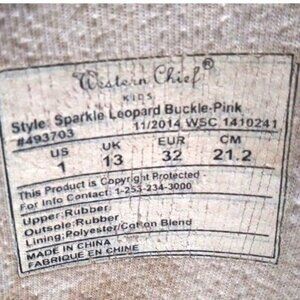 Western Chief®
KIDS
Style: Sparkle Leopard Buckle-Pink
#493703 11/2014 WSC 1410241
US UK EUR CM
1 13 32 21.2
This Product is Copyright Protected
For Info Contact: 1-253-234-3000
Upper:Rubber
Outsole:Rubber
Lining:Polyester/Cotton Blend
MADE IN CHINA
FABRIQUE EN CHINE